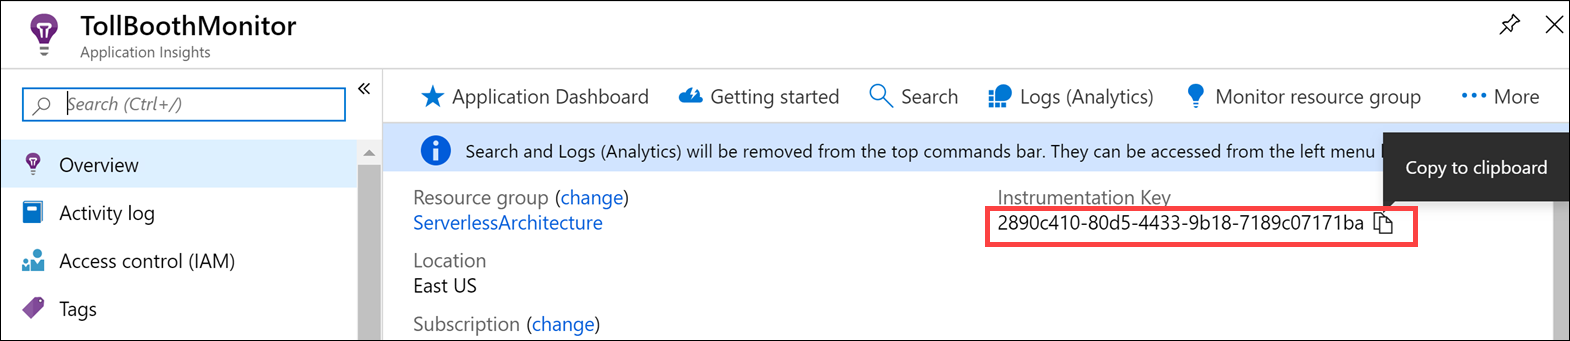 TollBoothMonitor
Application Insights
Search (Ctrl+/)
«
Application Dashboard
Getting started
Search
Logs (Analytics)
Monitor resource group
More
Search and Logs (Analytics) will be removed from the top commands bar. They can be accessed from the left menu
Copy to clipboard
Overview
Activity log
Access control (IAM)
Tags
Resource group (change)
ServerlessArchitecture
Location
East US
Subscription (change)
Instrumentation Key
2890c410-80d5-4433-9b18-7189c07171ba